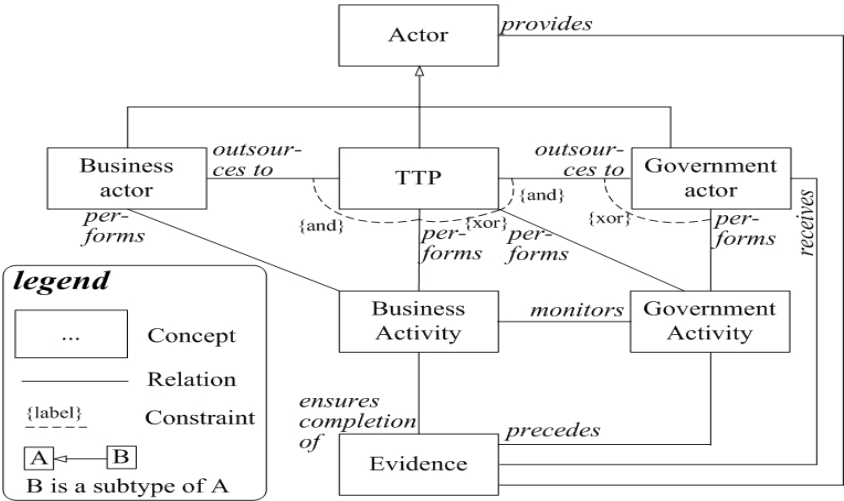 Actor
provides
Business
actor
outsour-
ces to
TTP
outsour-
ces to
Government
actor
{and}
{xor}
{and}
{xor}
per-
forms
per-
forms
per-
forms
per-
forms
receives
Business
Activity
monitors
Government
Activity
ensures
completion
of
precedes
Evidence
legend
...
Concept
Relation
{label}
Constraint
A
B
B is a subtype of A